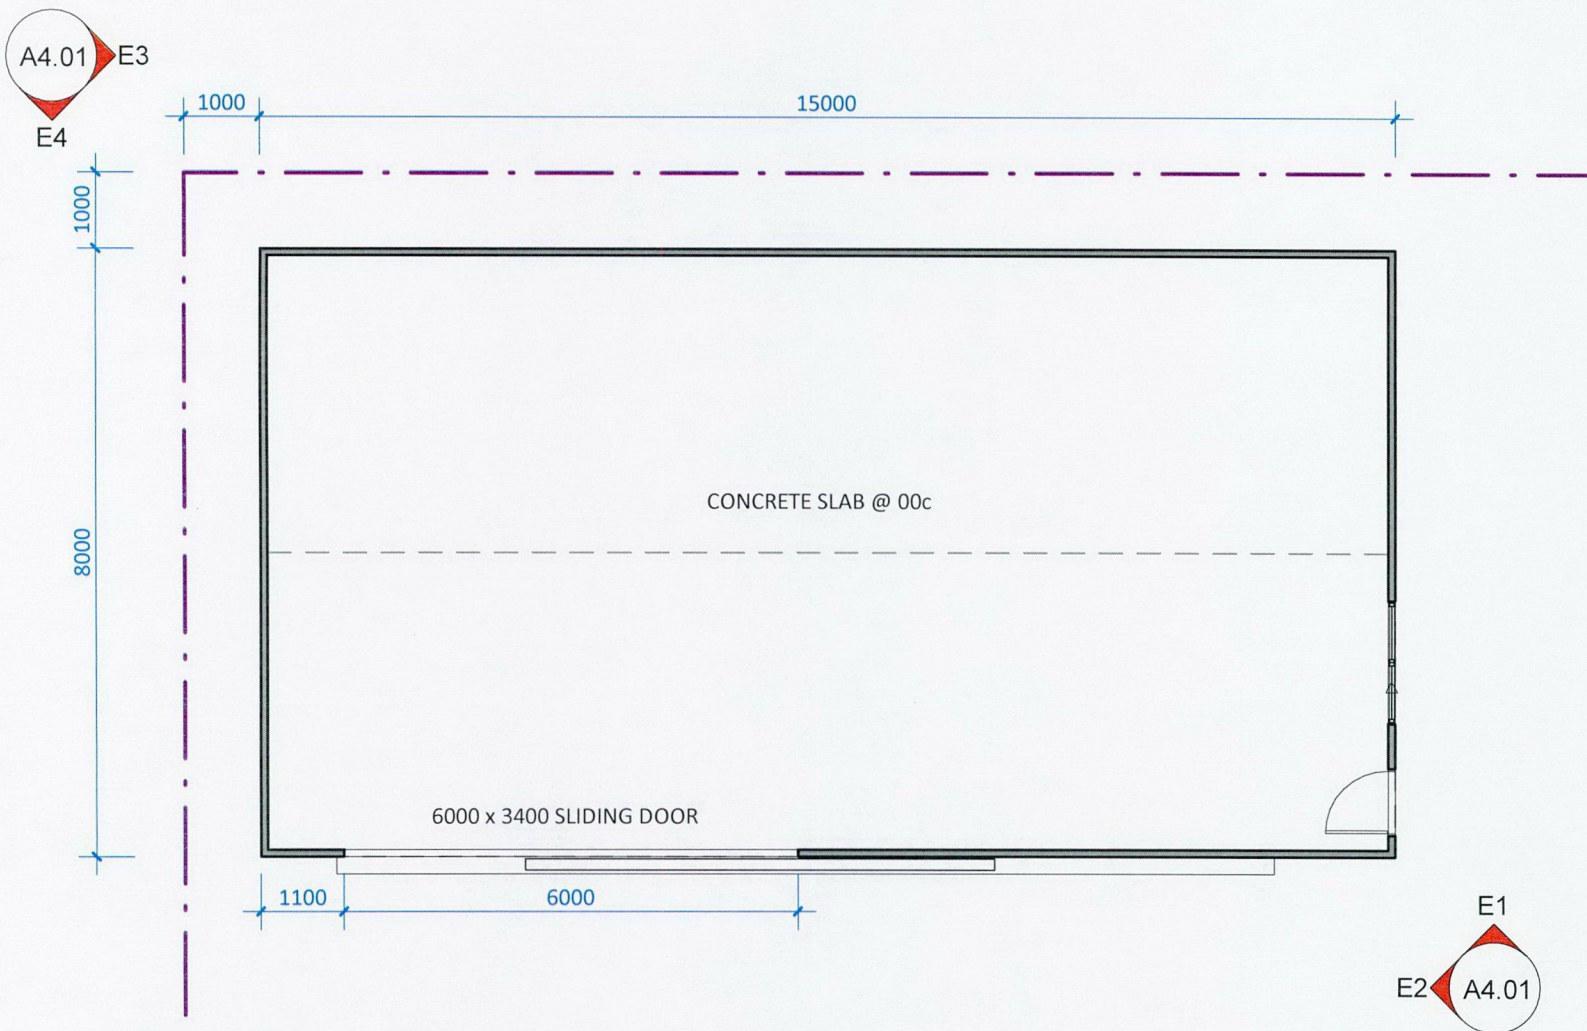 A4.01 E3
E4
1000 15000
1000
8000
CONCRETE SLAB @ 00c
6000 x 3400 SLIDING DOOR
1100 6000
E1
E2 A4.01